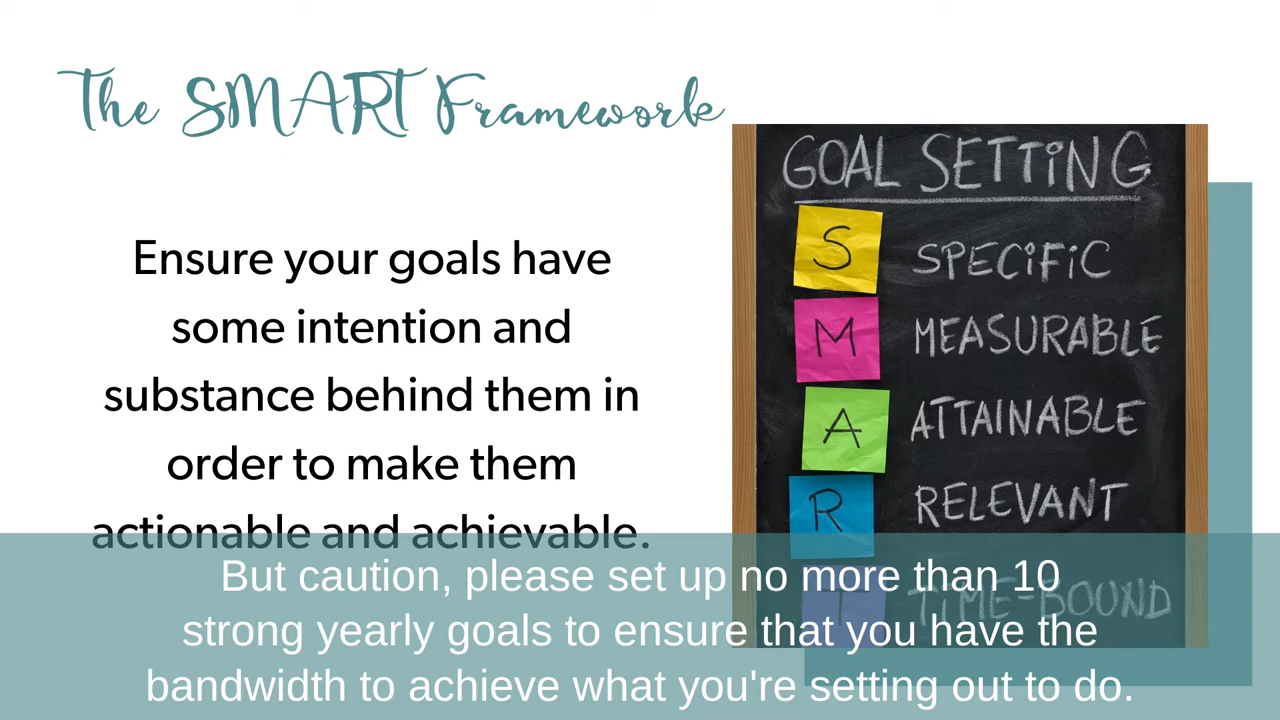 The SMART Framework
Ensure your goals have
some intention and
substance behind them in
order to make them
actionable and achievable.
GOAL SETTING
S SPECIFIC
M MEASURABLE
A ATTAINABLE
R RELEVANT
T TIME-BOUND
But caution, please set up no more than 10
strong yearly goals to ensure that you have the
bandwidth to achieve what you're setting out to do.